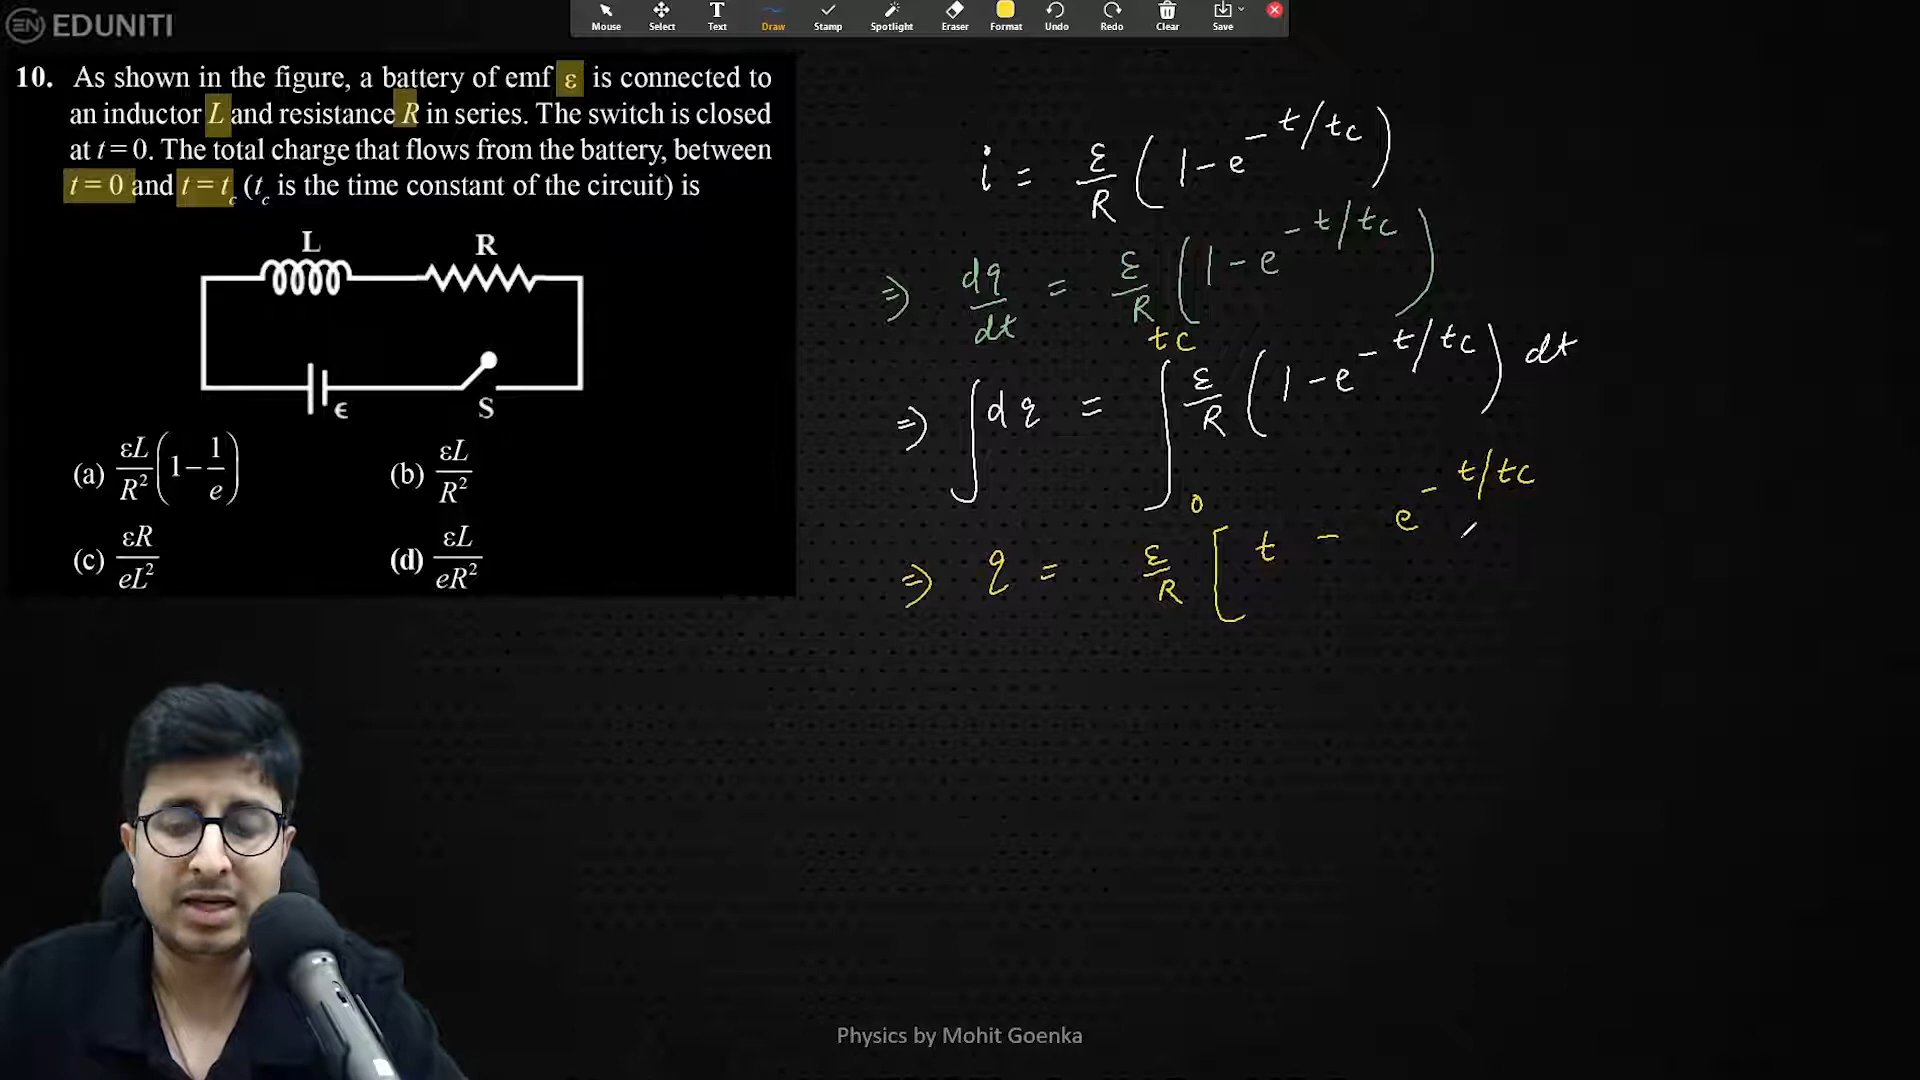 EN EDUNITI
Mouse Select Text Draw Stamp Spotlight Eraser Format Undo Redo Clear Save
10. As shown in the figure, a battery of emf ε is connected to
an inductor L and resistance R in series. The switch is closed
at t = 0. The total charge that flows from the battery, between
t = 0 and t = t_c (t_c is the time constant of the circuit) is
L R
ϵ S
(a) εL/R² (1 − 1/e) (b) εL/R²
(c) εR/eL² (d) εL/eR²
i = ε/R (1 − e^(−t/tc))
⇒ dq/dt = ε/R (1 − e^(−t/tc))
⇒ ∫ dq = ∫₀^tc ε/R (1 − e^(−t/tc)) dt
⇒ q = ε/R [ t − e^(−t/tc)
Physics by Mohit Goenka